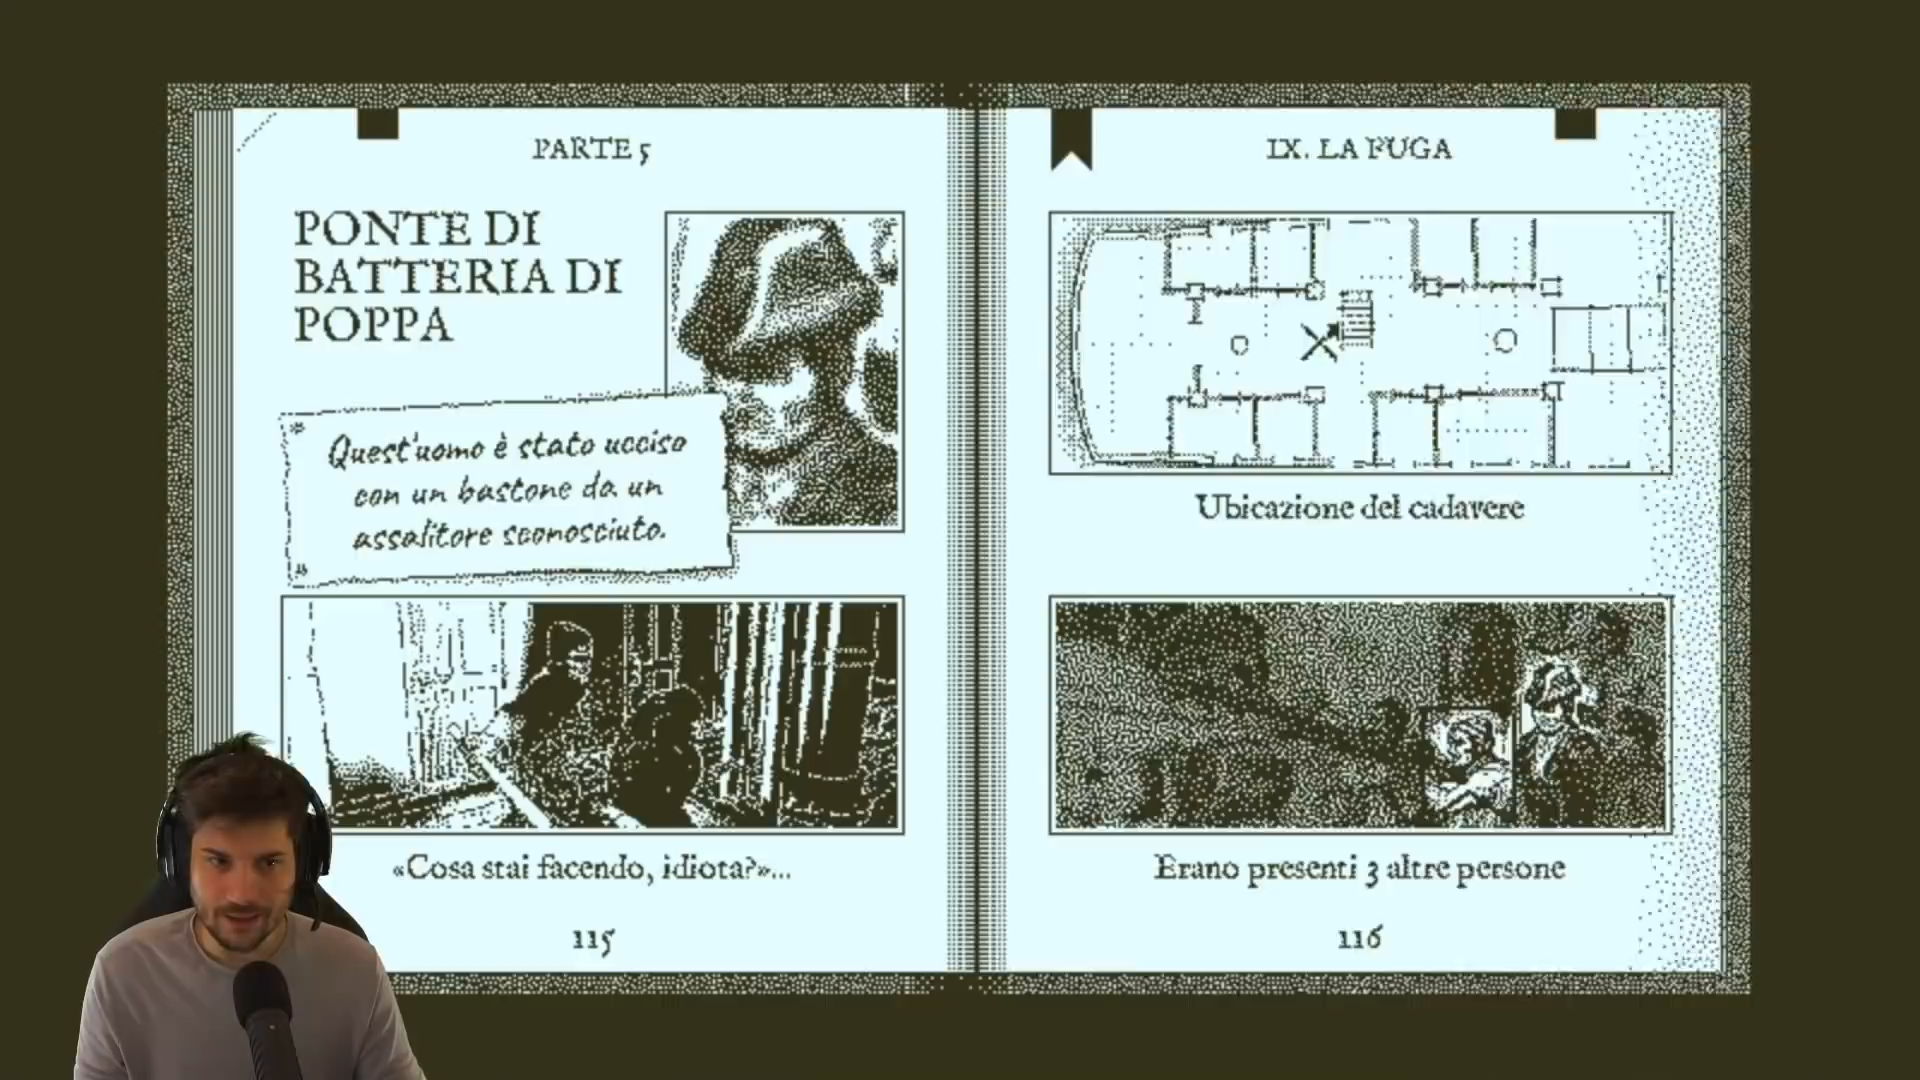 PARTE 5
PONTE DI
BATTERIA DI
POPPA
Quest'uomo è stato ucciso
con un bastone da un
assalitore sconosciuto.
«Cosa stai facendo, idiota?»...
115
IX. LA FUGA
Ubicazione del cadavere
Erano presenti 3 altre persone
116